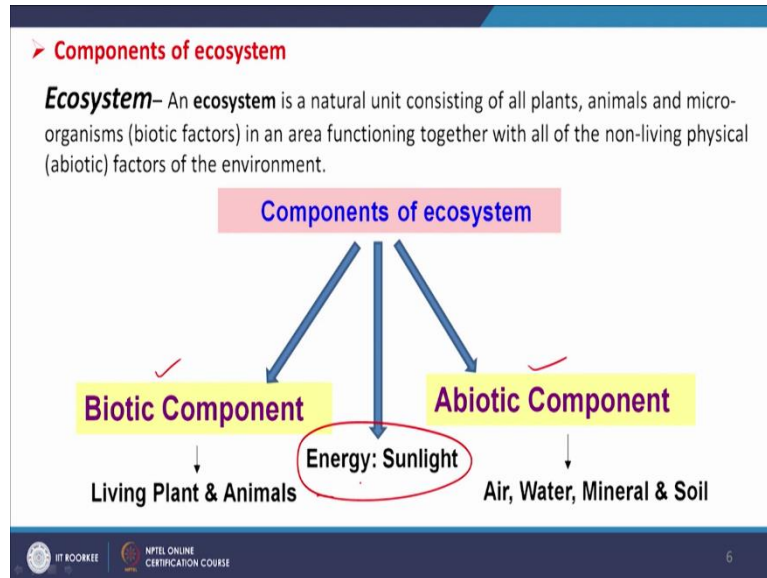 Components of ecosystem
Ecosystem– An ecosystem is a natural unit consisting of all plants, animals and micro-
organisms (biotic factors) in an area functioning together with all of the non-living physical
(abiotic) factors of the environment.
Components of ecosystem
Biotic Component
Abiotic Component
Energy: Sunlight
Living Plant & Animals
Air, Water, Mineral & Soil
IIT ROORKEE
NPTEL ONLINE
CERTIFICATION COURSE
6